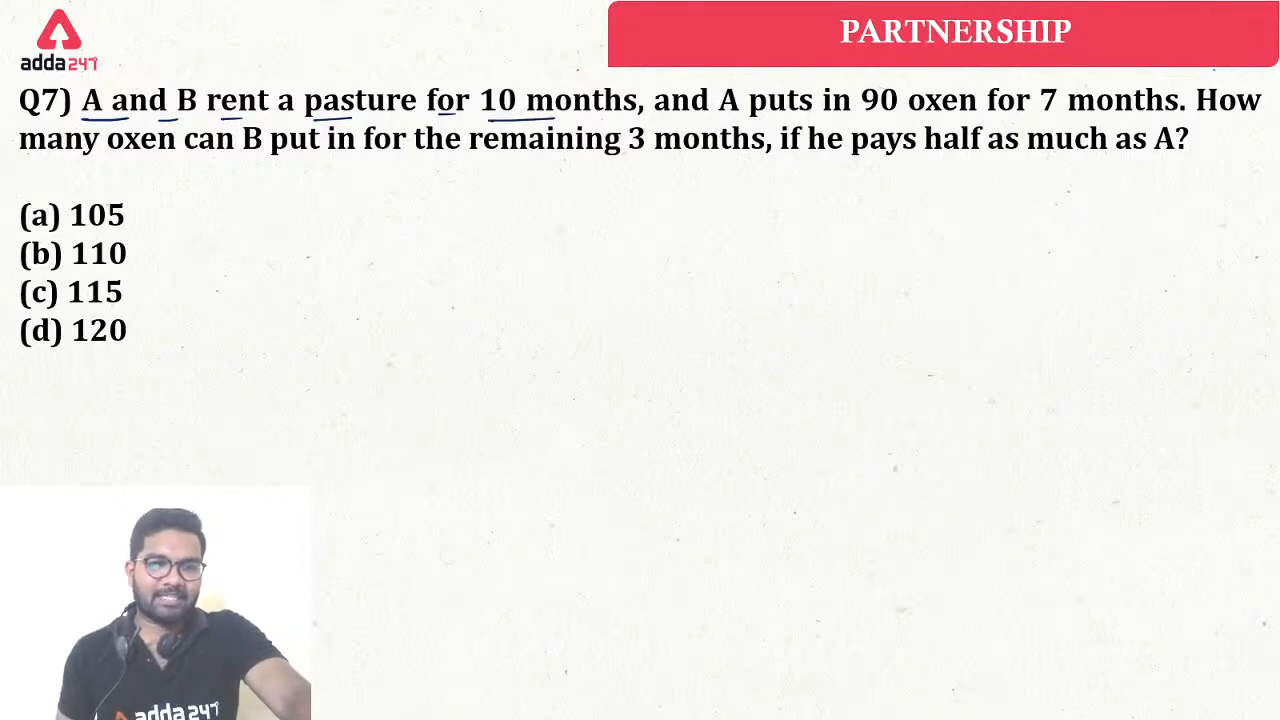 PARTNERSHIP
adda247
Q7) A and B rent a pasture for 10 months, and A puts in 90 oxen for 7 months. How
many oxen can B put in for the remaining 3 months, if he pays half as much as A?
(a) 105
(b) 110
(c) 115
(d) 120
adda247